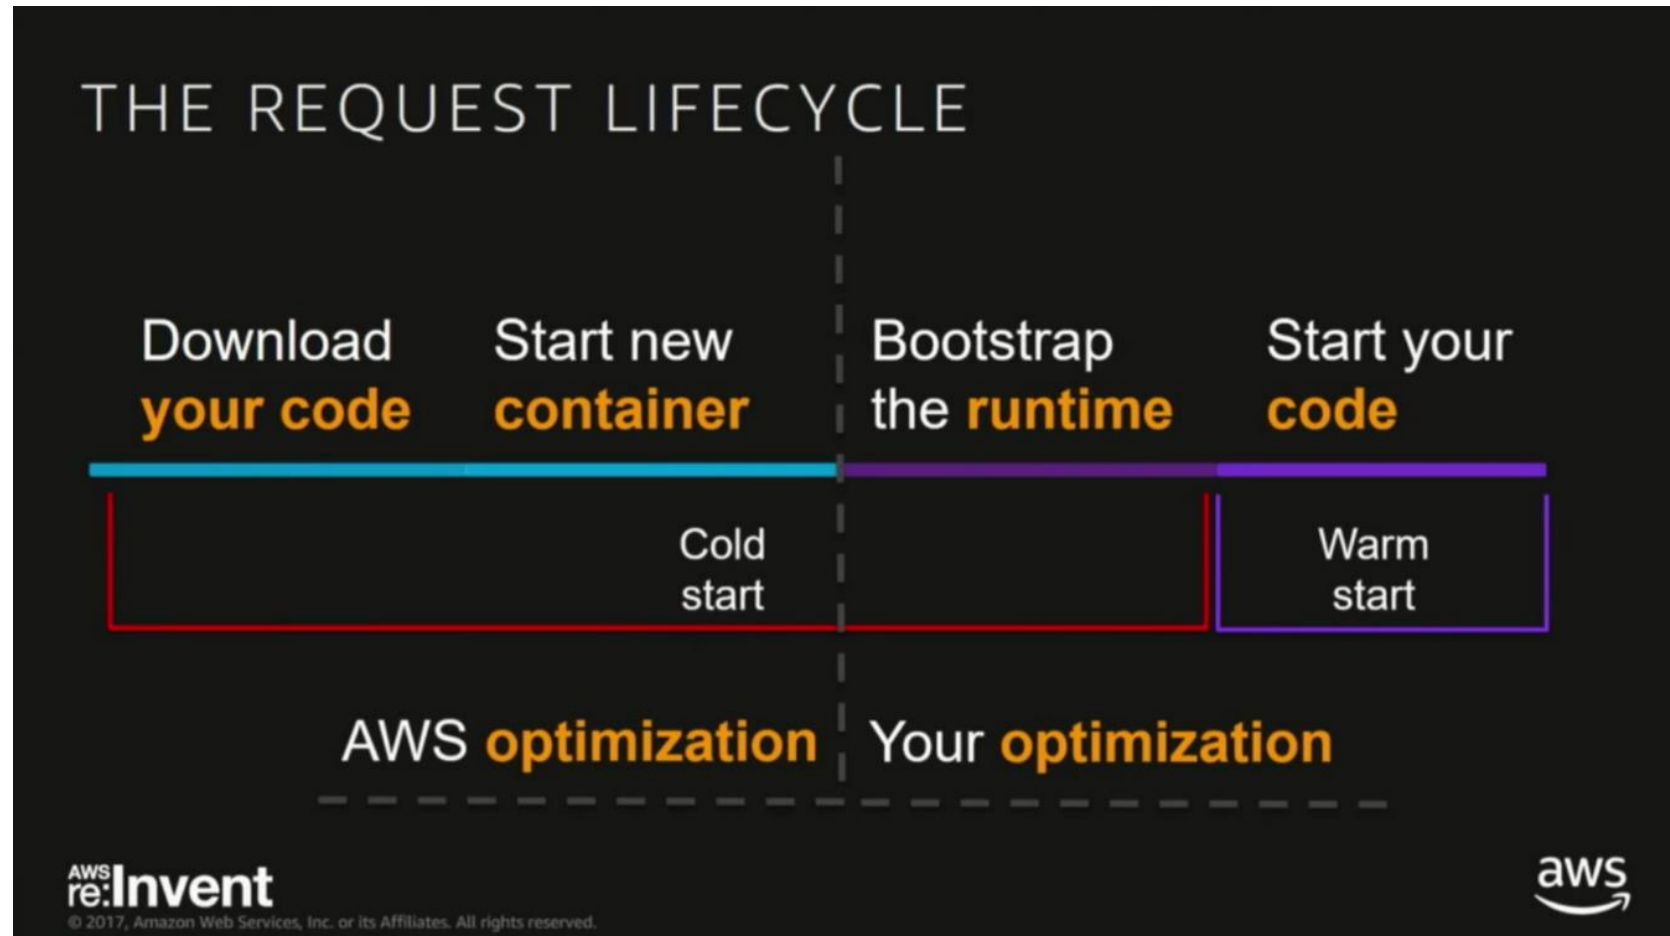 THE REQUEST LIFECYCLE
Download
your code
Start new
container
Bootstrap
the runtime
Start your
code
Cold
start
Warm
start
AWS optimization
Your optimization
AWS
re:Invent
© 2017, Amazon Web Services, Inc. or its Affiliates. All rights reserved.
aws